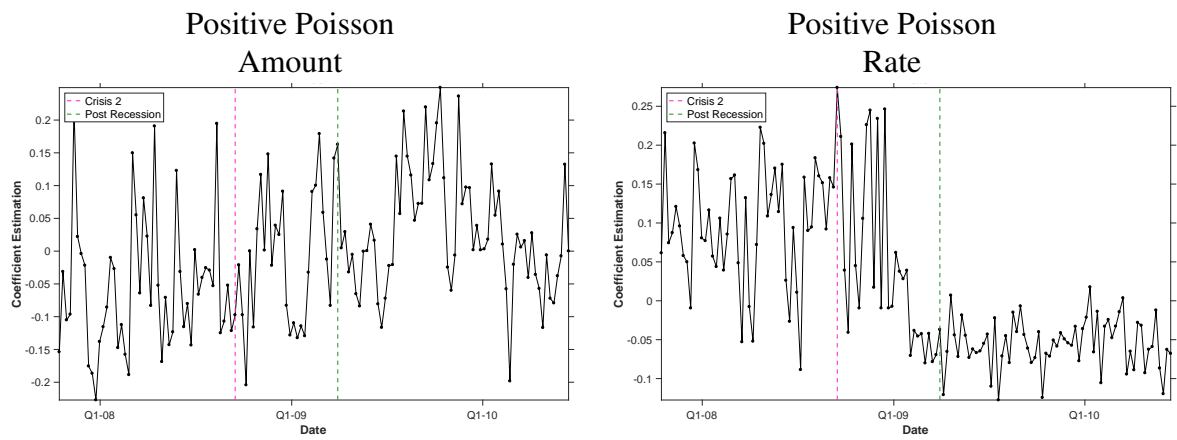 Positive Poisson
Amount
Crisis 2
Post Recession
0.2
0.15
0.1
0.05
0
-0.05
-0.1
-0.15
-0.2
Coefficient Estimation
Q1-08
Q1-09
Q1-10
Date
Positive Poisson
Rate
Crisis 2
Post Recession
0.25
0.2
0.15
0.1
0.05
0
-0.05
-0.1
Coefficient Estimation
Q1-08
Q1-09
Q1-10
Date